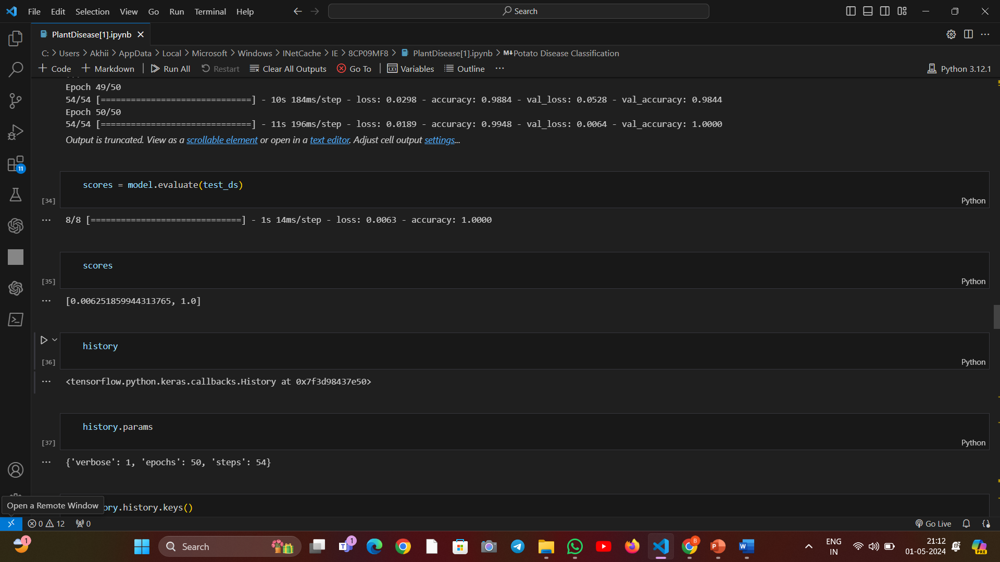 File Edit Selection View Go Run Terminal Help
Search
PlantDisease[1].ipynb
C: > Users > Akhii > AppData > Local > Microsoft > Windows > INetCache > IE > 8CP09MF8 > PlantDisease[1].ipynb > M↓Potato Disease Classification
+ Code + Markdown | Run All Restart Clear All Outputs Go To | Variables Outline ...
Python 3.12.1
Epoch 49/50
54/54 [==============================] - 10s 184ms/step - loss: 0.0298 - accuracy: 0.9884 - val_loss: 0.0528 - val_accuracy: 0.9844
Epoch 50/50
54/54 [==============================] - 11s 196ms/step - loss: 0.0189 - accuracy: 0.9948 - val_loss: 0.0064 - val_accuracy: 1.0000
Output is truncated. View as a scrollable element or open in a text editor. Adjust cell output settings...
scores = model.evaluate(test_ds)
[34]
Python
8/8 [==============================] - 1s 14ms/step - loss: 0.0063 - accuracy: 1.0000
scores
[35]
Python
[0.006251859944313765, 1.0]
history
[36]
Python
<tensorflow.python.keras.callbacks.History at 0x7f3d98437e50>
history.params
[37]
Python
{'verbose': 1, 'epochs': 50, 'steps': 54}
11
Open a Remote Window
ory.history.keys()
0 12 0
Go Live
1
Search
1
B
PRE
ENG
IN
21:12
01-05-2024